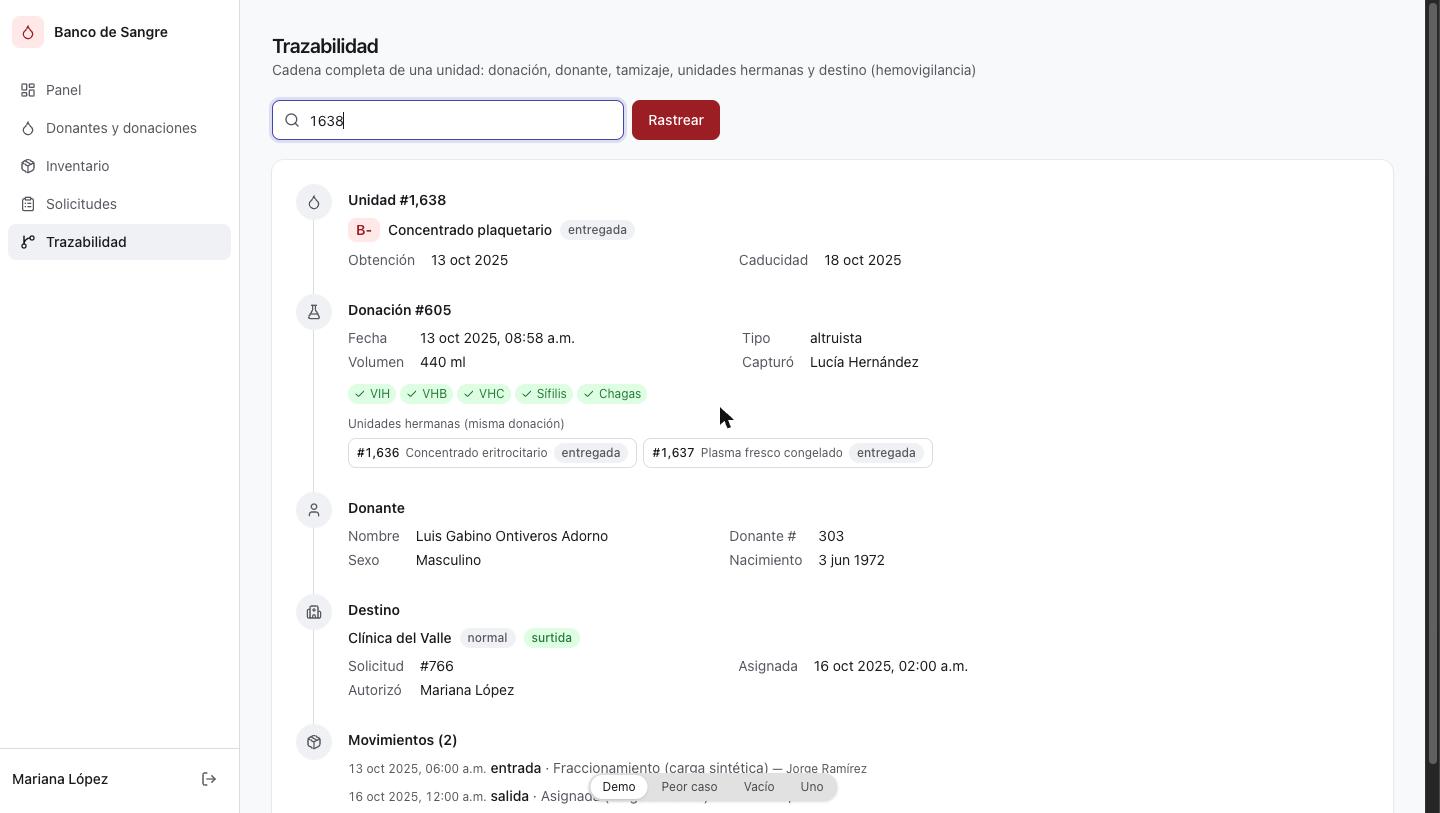 Banco de Sangre
Panel
Donantes y donaciones
Inventario
Solicitudes
Trazabilidad
Mariana López
Trazabilidad
Cadena completa de una unidad: donación, donante, tamizaje, unidades hermanas y destino (hemovigilancia)
1638
Rastrear
Unidad #1,638
B- Concentrado plaquetario entregada
Obtención 13 oct 2025 Caducidad 18 oct 2025
Donación #605
Fecha 13 oct 2025, 08:58 a.m. Tipo altruista
Volumen 440 ml Capturó Lucía Hernández
VIH VHB VHC Sífilis Chagas
Unidades hermanas (misma donación)
#1,636 Concentrado eritrocitario entregada #1,637 Plasma fresco congelado entregada
Donante
Nombre Luis Gabino Ontiveros Adorno Donante # 303
Sexo Masculino Nacimiento 3 jun 1972
Destino
Clínica del Valle normal surtida
Solicitud #766 Asignada 16 oct 2025, 02:00 a.m.
Autorizó Mariana López
Movimientos (2)
13 oct 2025, 06:00 a.m. entrada · Fraccionamiento (carga sintética) — Jorge Ramírez
16 oct 2025, 12:00 a.m. salida · Asignada
Demo Peor caso Vacío Uno